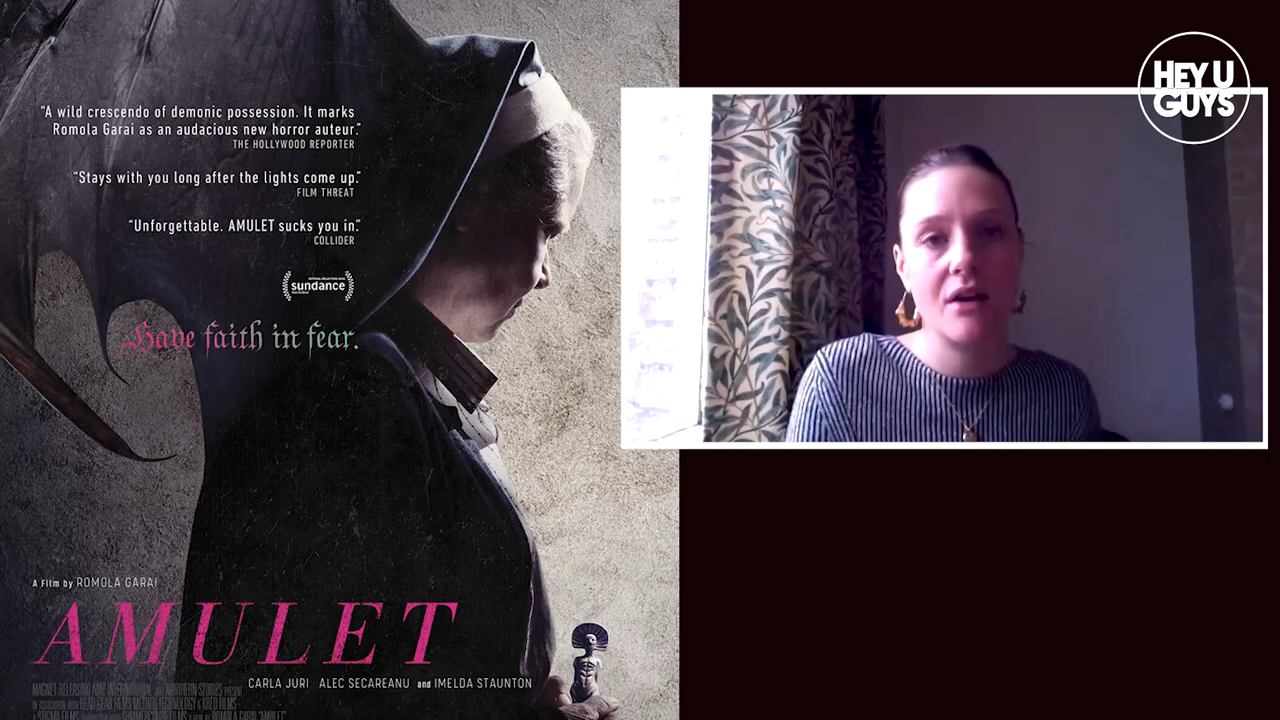 “A wild crescendo of demonic possession. It marks
Romola Garai as an audacious new horror auteur.”
THE HOLLYWOOD REPORTER
“Stays with you long after the lights come up.”
FILM THREAT
“Unforgettable. AMULET sucks you in.”
COLLIDER
sundance
Have faith in fear.
A Film by ROMOLA GARAI
AMULET
CARLA JURI ALEC SECAREANU and IMELDA STAUNTON
HEY U
GUYS